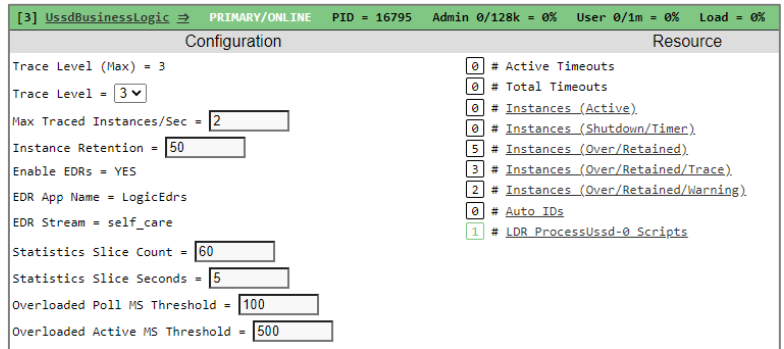 [3] UssdBusinessLogic ⇒ PRIMARY/ONLINE PID = 16795 Admin 0/128k = 0% User 0/1m = 0% Load = 0%
Configuration
Trace Level (Max) = 3
Trace Level = 3
Max Traced Instances/Sec = 2
Instance Retention = 50
Enable EDRs = YES
EDR App Name = LogicEdrs
EDR Stream = self_care
Statistics Slice Count = 60
Statistics Slice Seconds = 5
Overloaded Poll MS Threshold = 100
Overloaded Active MS Threshold = 500
Resource
0 # Active Timeouts
0 # Total Timeouts
0 # Instances (Active)
0 # Instances (Shutdown/Timer)
5 # Instances (Over/Retained)
3 # Instances (Over/Retained/Trace)
2 # Instances (Over/Retained/Warning)
0 # Auto IDs
1 # LDR ProcessUssd-0 Scripts